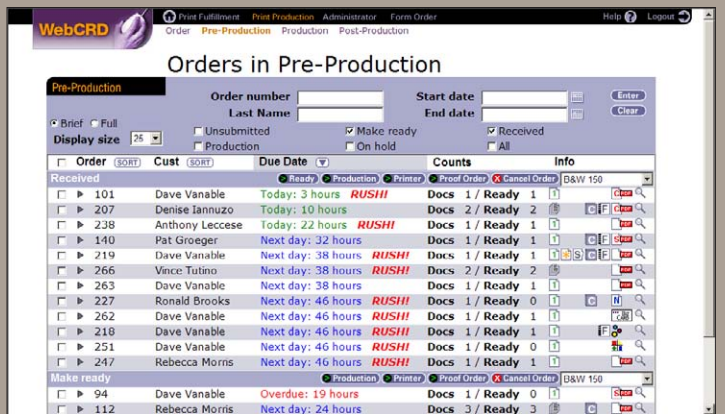 WebCRD
Print Fulfillment Print Production Administrator Form Order Help Logout
Order Pre-Production Production Post-Production
Orders in Pre-Production
Pre-Production
Order number Start date Enter
Last Name End date Clear
Brief Full
Display size 25
Unsubmitted Make ready Received
Production On hold All
Order SORT Cust SORT Due Date Counts Info
Received Ready Production Printer Proof Order Cancel Order B&W 150
101 Dave Vanable Today: 3 hours RUSH! Docs 1 / Ready 1
207 Denise Iannuzo Today: 10 hours Docs 2 / Ready 2
238 Anthony Leccese Today: 22 hours RUSH! Docs 1 / Ready 1
140 Pat Groeger Next day: 32 hours Docs 1 / Ready 1
219 Dave Vanable Next day: 38 hours RUSH! Docs 1 / Ready 1
266 Vince Tutino Next day: 38 hours RUSH! Docs 2 / Ready 2
263 Dave Vanable Next day: 38 hours Docs 1 / Ready 1
227 Ronald Brooks Next day: 46 hours RUSH! Docs 1 / Ready 0
262 Dave Vanable Next day: 46 hours RUSH! Docs 1 / Ready 1
218 Dave Vanable Next day: 46 hours RUSH! Docs 1 / Ready 1
251 Dave Vanable Next day: 46 hours RUSH! Docs 1 / Ready 0
247 Rebecca Morris Next day: 46 hours RUSH! Docs 1 / Ready 1
Make ready Production Printer Proof Order Cancel Order B&W 150
94 Dave Vanable Overdue: 19 hours Docs 1 / Ready 0
112 Rebecca Morris Next day: 24 hours Docs 3 / Ready 3